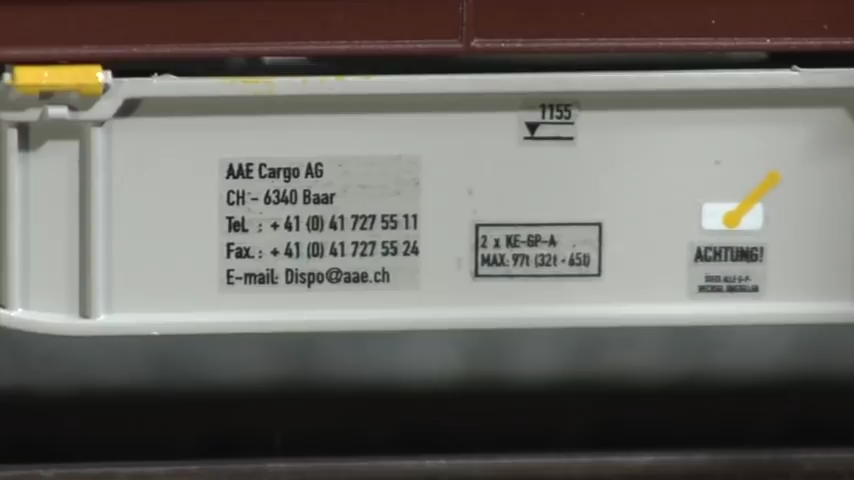 1155
AAE Cargo AG
CH - 6340 Baar
Tel. : + 41 (0) 41 727 55 11
Fax. : + 41 (0) 41 727 55 24
E-mail: Dispo@aae.ch
2 x KE-GP-A
MAX: 97t (32t - 65t)
ACHTUNG!